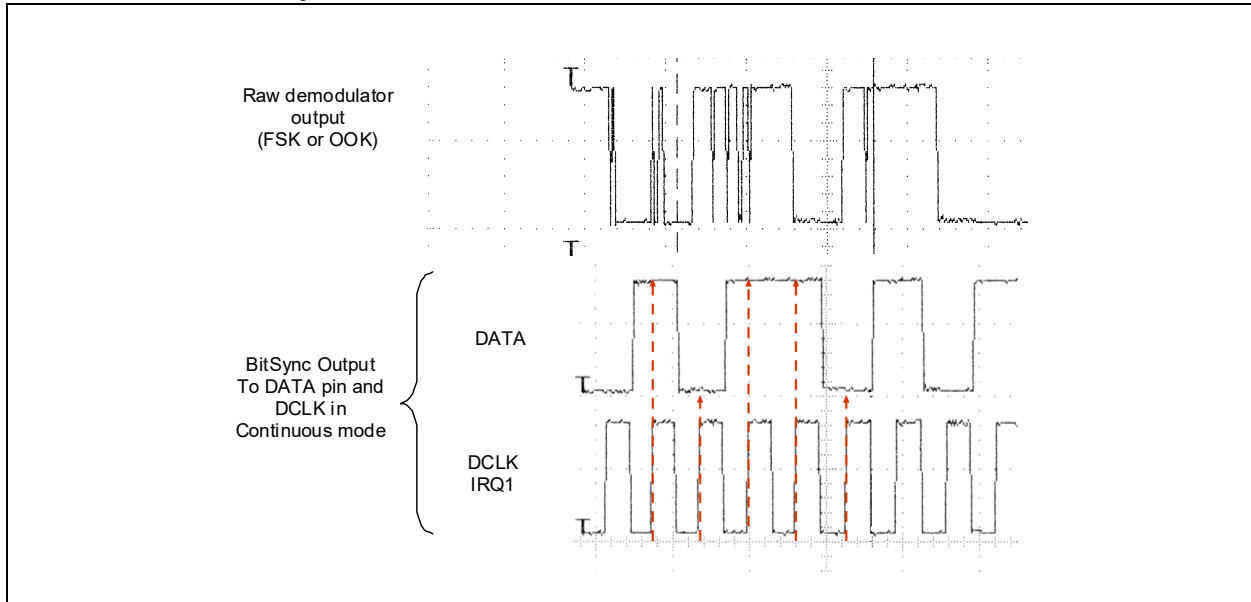 Raw demodulator
output
(FSK or OOK)
DATA
BitSync Output
To DATA pin and
DCLK in
Continuous mode
DCLK
IRQ1